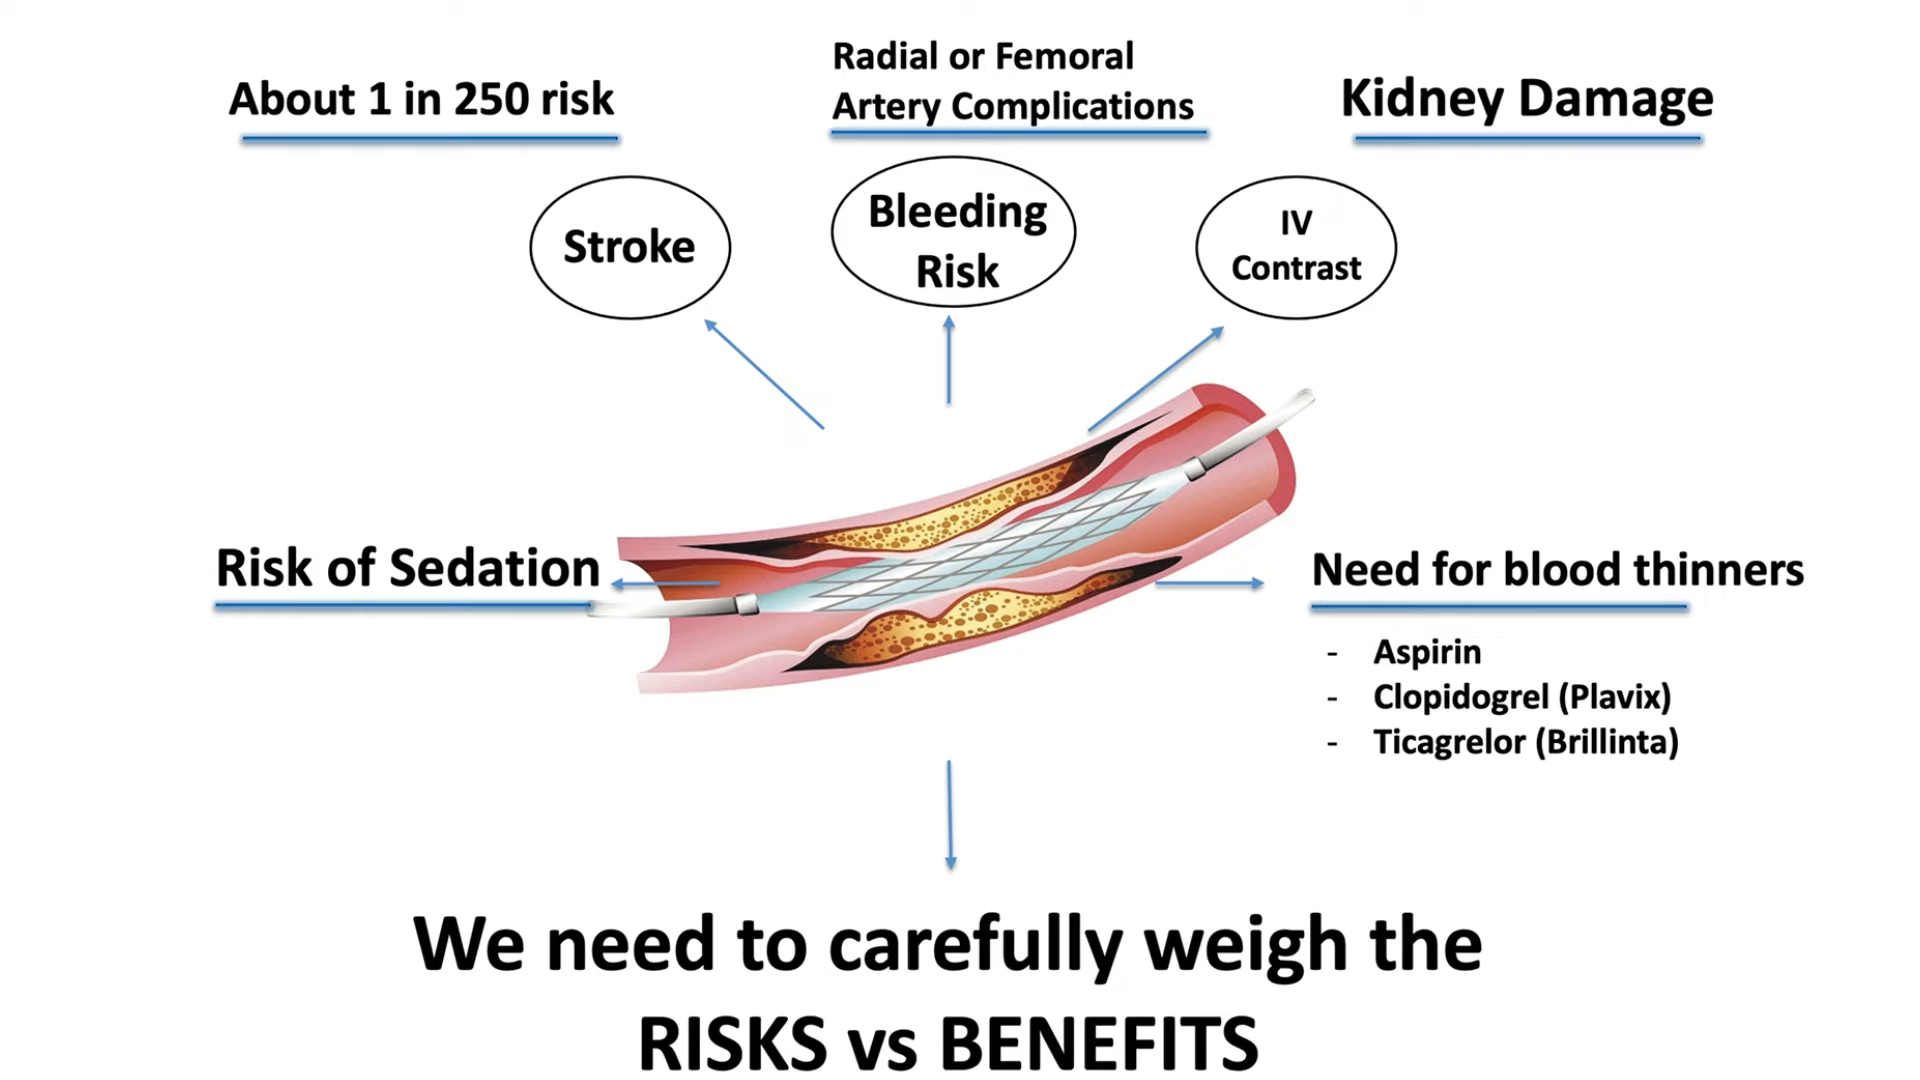 About 1 in 250 risk
Radial or Femoral
Artery Complications
Kidney Damage
Stroke
Bleeding
Risk
IV
Contrast
Risk of Sedation
Need for blood thinners
- Aspirin
- Clopidogrel (Plavix)
- Ticagrelor (Brillinta)
We need to carefully weigh the
RISKS vs BENEFITS